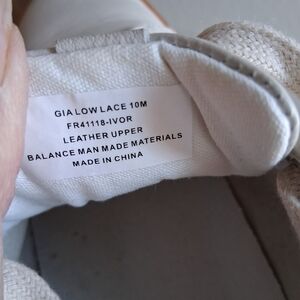 GIA LOW LACE 10M
FR41118-IVOR
LEATHER UPPER
BALANCE MAN MADE MATERIALS
MADE IN CHINA